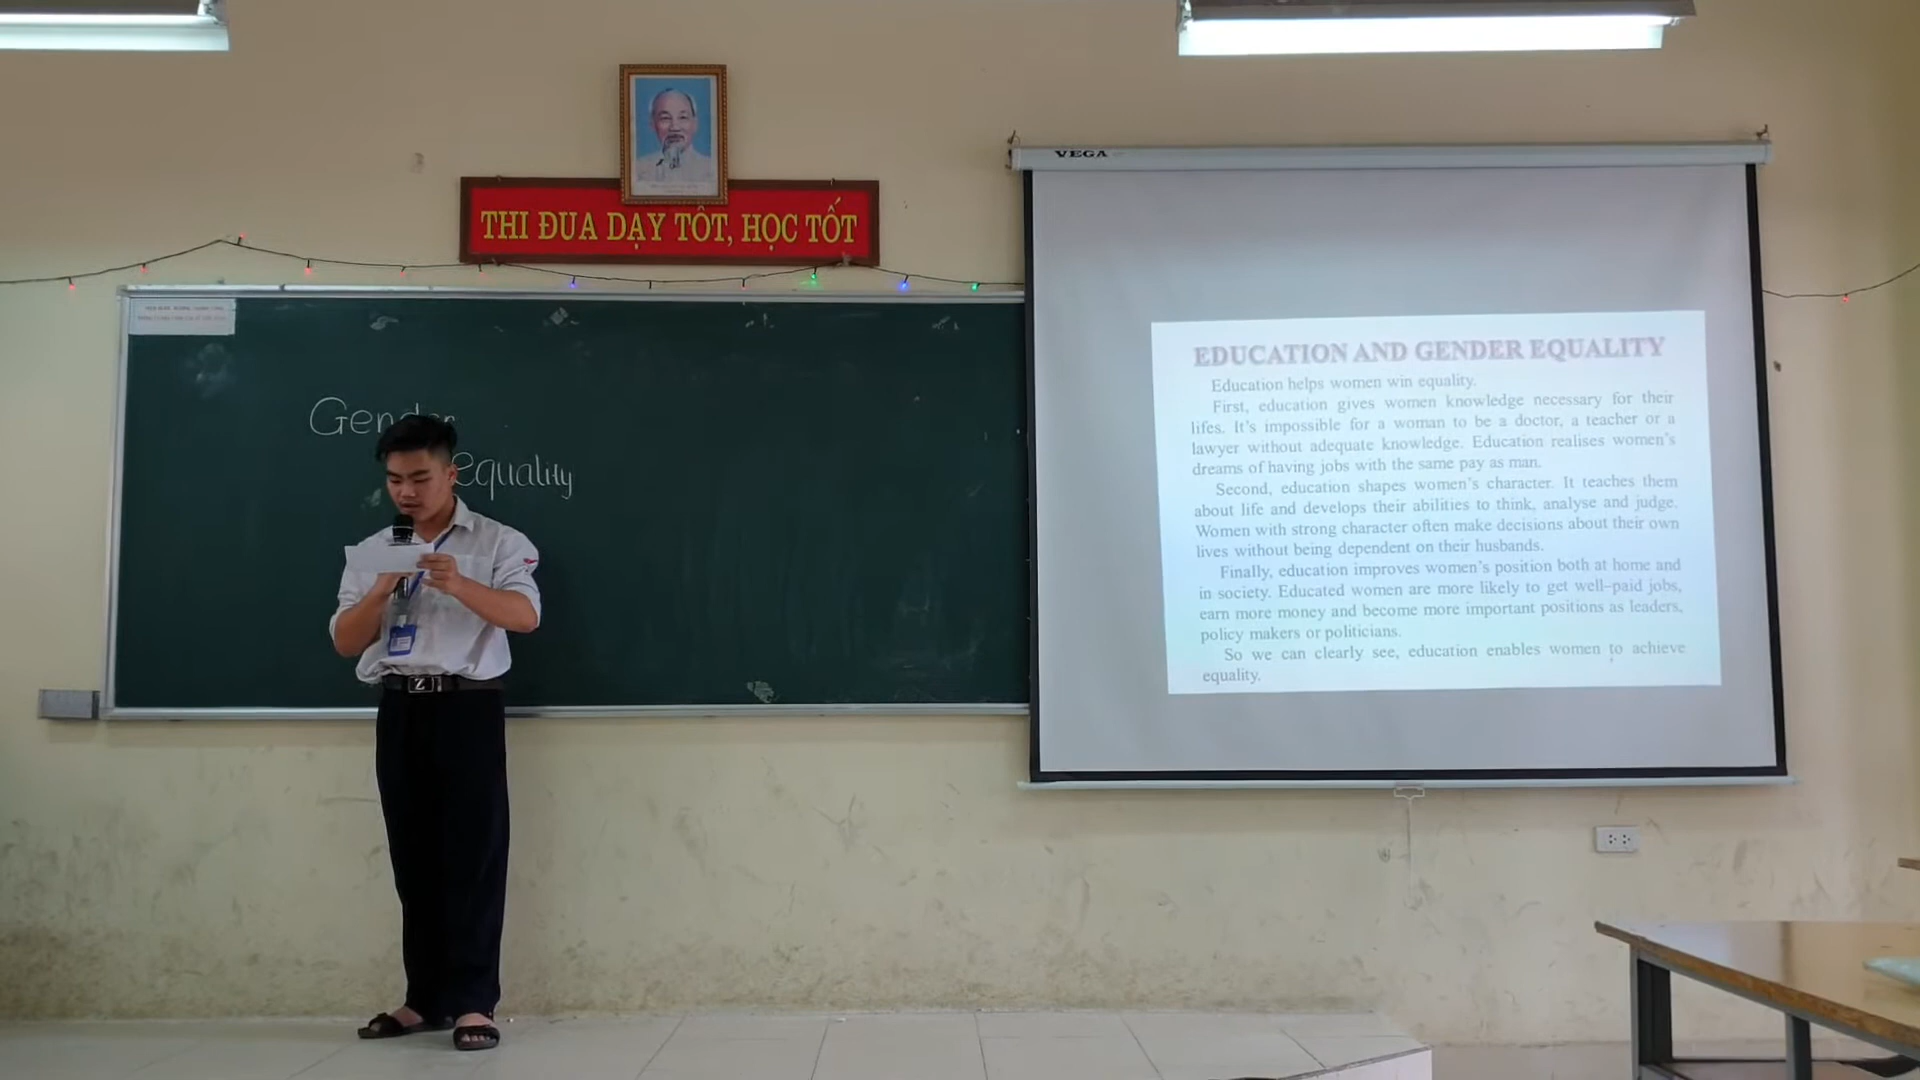 THI ĐUA DẠY TỐT, HỌC TỐT
VEGA
Gender
equality
EDUCATION AND GENDER EQUALITY
Education helps women win equality.
First, education gives women knowledge necessary for their
lifes. It's impossible for a woman to be a doctor, a teacher or a
lawyer without adequate knowledge. Education realises women's
dreams of having jobs with the same pay as man.
Second, education shapes women's character. It teaches them
about life and develops their abilities to think, analyse and judge.
Women with strong character often make decisions about their own
lives without being dependent on their husbands.
Finally, education improves women's position both at home and
in society. Educated women are more likely to get well-paid jobs,
earn more money and become more important positions as leaders,
policy makers or politicians.
So we can clearly see, education enables women to achieve
equality.
Z